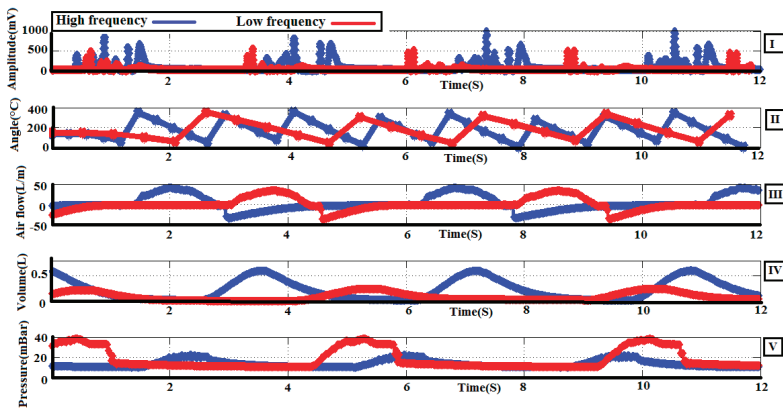 High frequency Low frequency
Amplitude(mV)
1000
500
0
2 4 6 8 10 12
Time(S)
I
Angle(°C)
400
200
0
2 4 6 8 10 12
Time(S)
II
Air flow(L/m)
50
0
-50
2 4 6 8 10 12
Time(S)
III
Volume(L)
0.5
0
2 4 6 8 10 12
Time(S)
IV
Pressure(mBar)
40
20
0
2 4 6 8 10 12
Time(S)
V